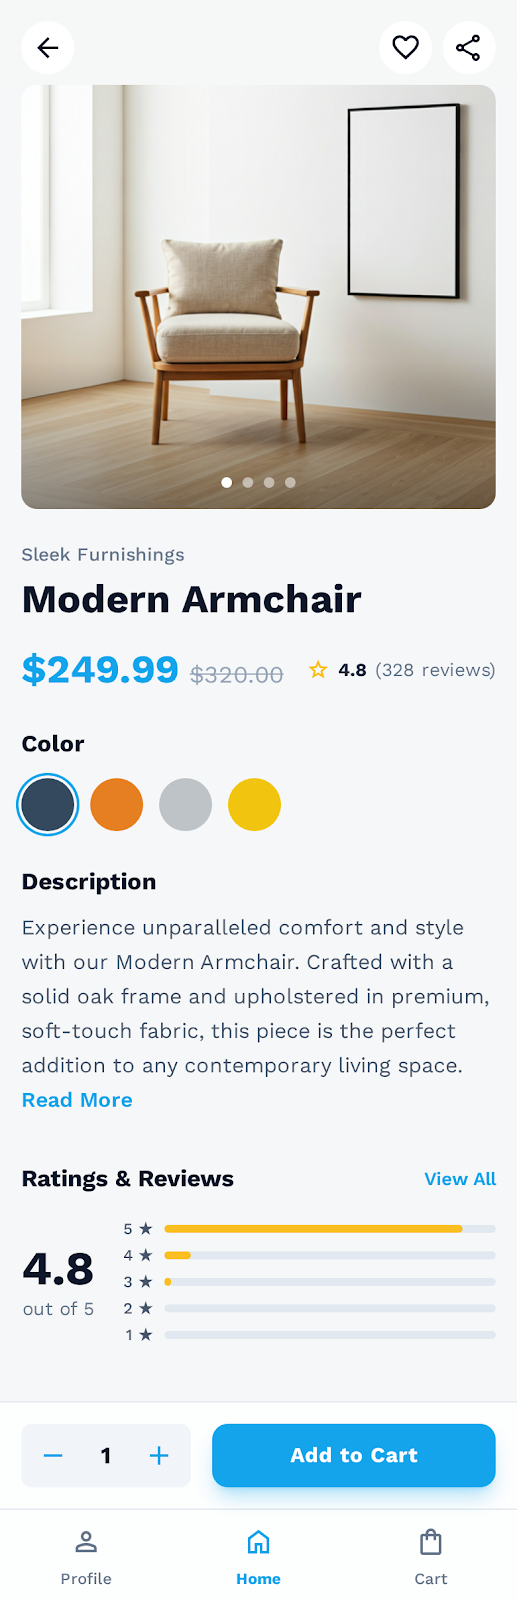 Sleek Furnishings
Modern Armchair
$249.99 $320.00 4.8 (328 reviews)
Color
Description
Experience unparalleled comfort and style
with our Modern Armchair. Crafted with a
solid oak frame and upholstered in premium,
soft-touch fabric, this piece is the perfect
addition to any contemporary living space.
Read More
Ratings & Reviews View All
4.8
out of 5
5 ★
4 ★
3 ★
2 ★
1 ★
1
Add to Cart
Profile Home Cart